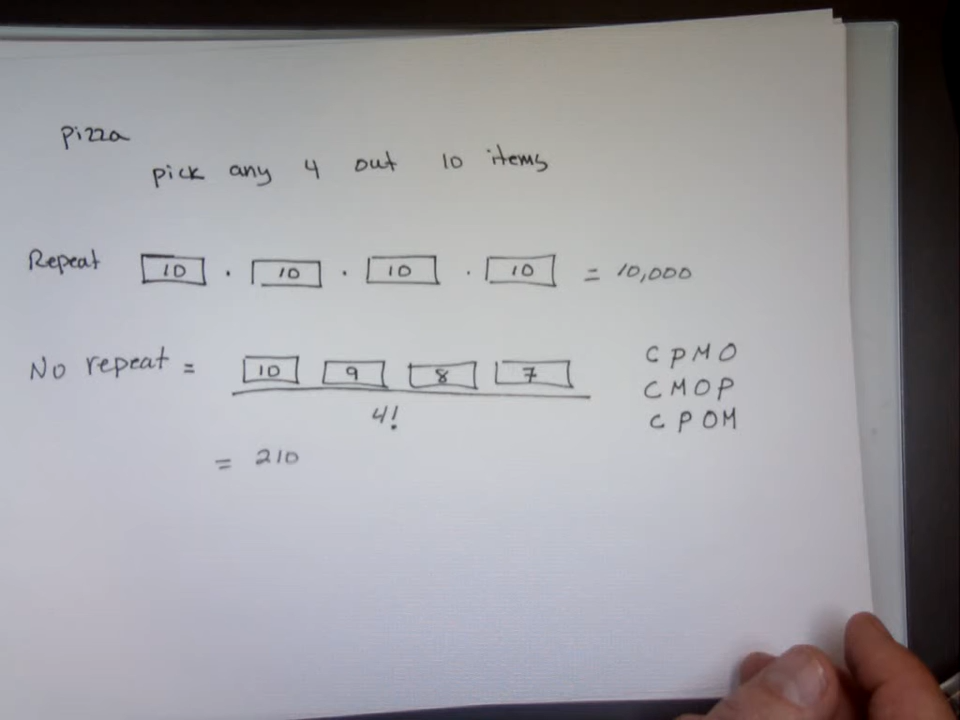 pizza
pick any 4 out 10 items
Repeat 10 · 10 · 10 · 10 = 10,000
No repeat = 10 9 8 7
4!
= 210
CPMO
CMOP
CPOM